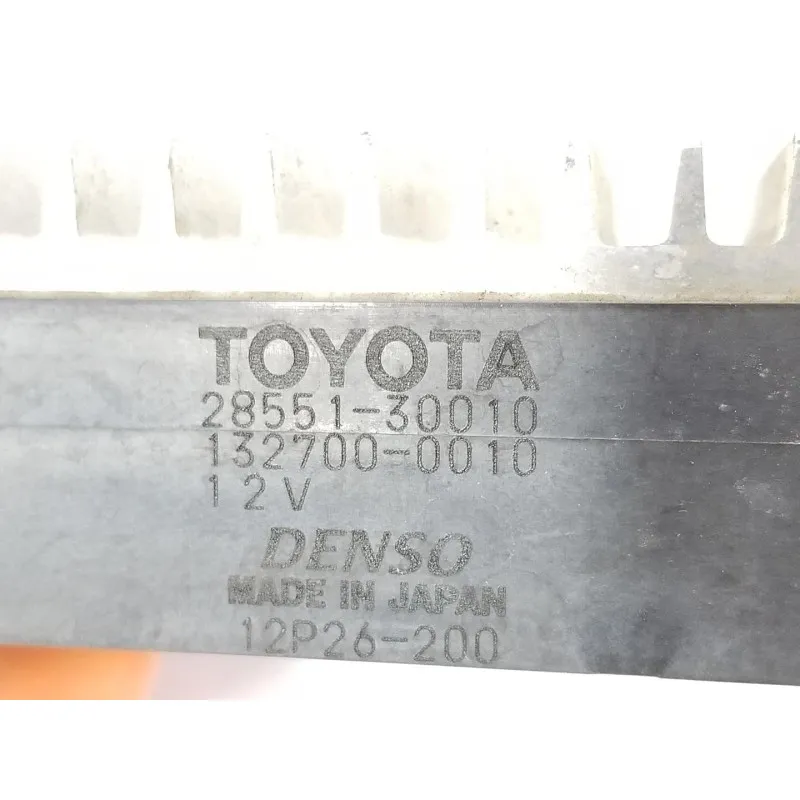 TOYOTA
28551-30010
132700-0010
12V
DENSO
MADE IN JAPAN
12P26-200